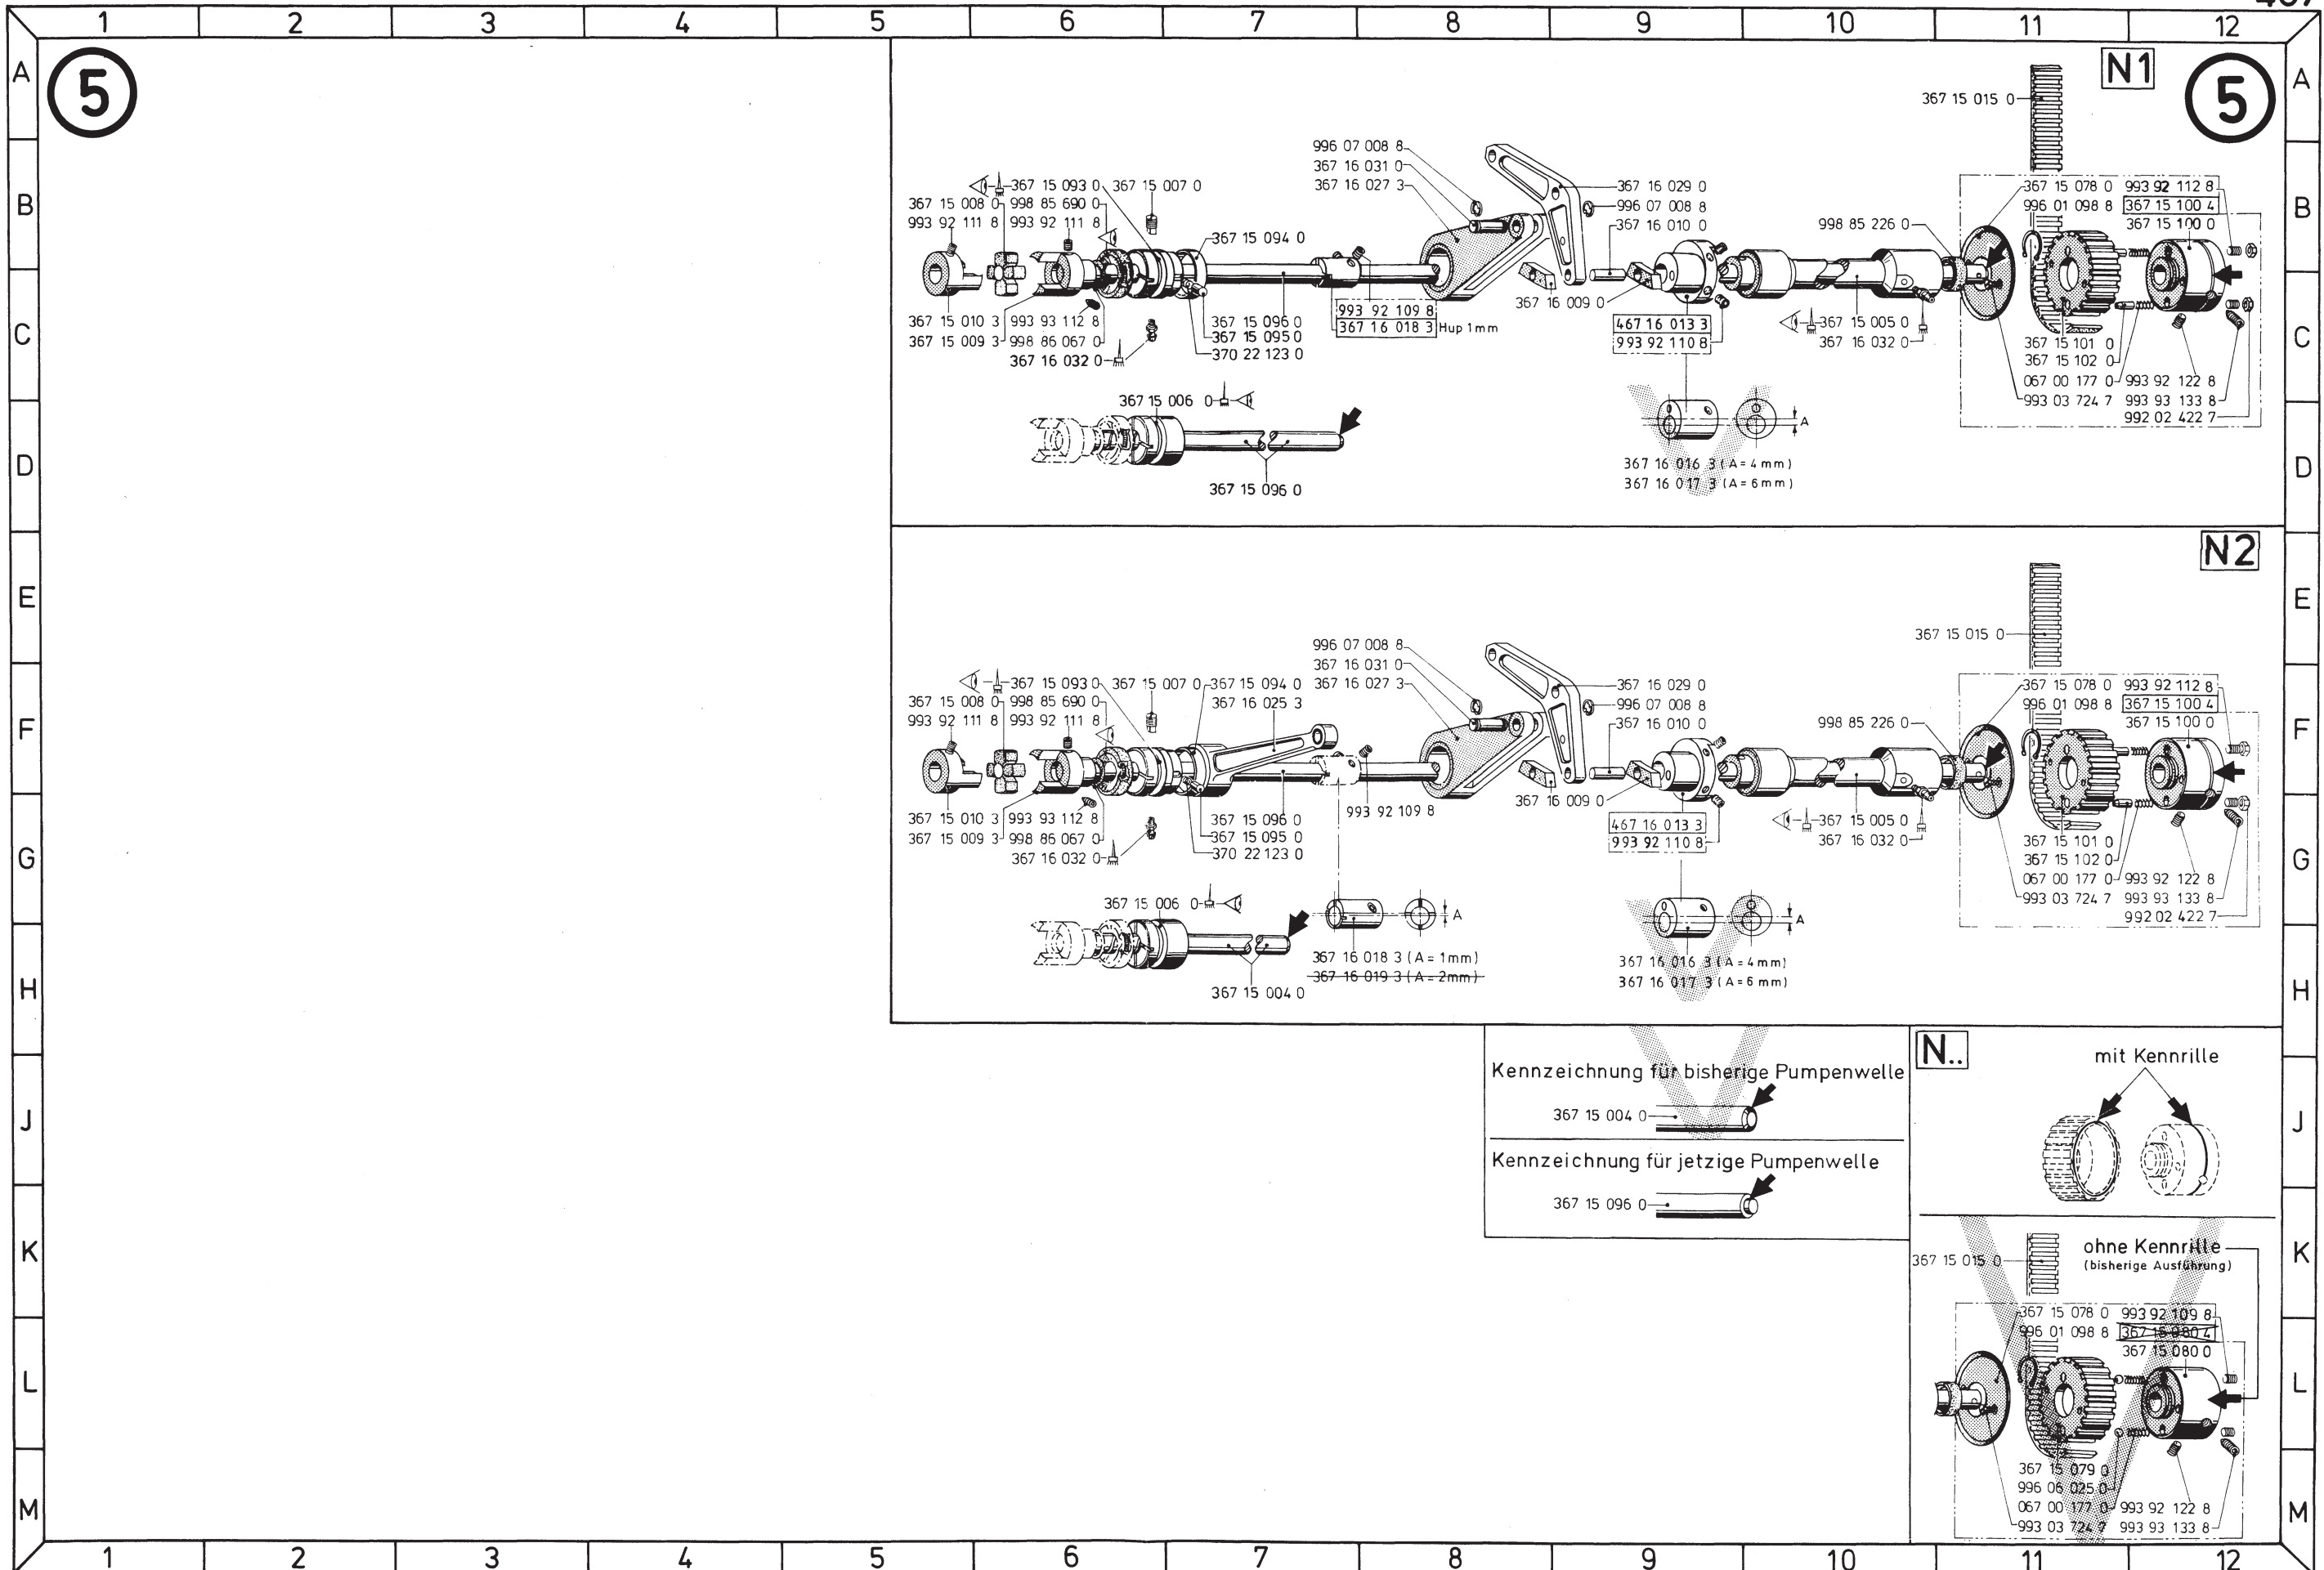 467
1 2 3 4 5 6 7 8 9 10 11 12
A
B
C
D
E
F
G
H
J
K
L
M
5
N1
5
367 15 015 0
996 07 008 8
367 16 031 0
367 16 027 3
367 15 093 0
367 15 007 0
367 15 008 0
998 85 690 0
993 92 111 8
993 92 111 8
367 15 094 0
367 16 029 0
996 07 008 8
367 16 010 0
998 85 226 0
367 15 078 0
993 92 112 8
996 01 098 8
367 15 100 4
367 15 100 0
367 15 010 3
993 93 112 8
367 15 009 3
998 86 067 0
367 16 032 0
367 15 096 0
367 15 095 0
370 22 123 0
993 92 109 8
367 16 018 3 Hup 1mm
367 16 009 0
467 16 013 3
993 92 110 8
367 15 005 0
367 16 032 0
367 15 101 0
367 15 102 0
067 00 177 0
993 92 122 8
993 03 724 7
993 93 133 8
992 02 422 7
367 15 006 0
367 15 096 0
A
367 16 016 3 (A = 4 mm)
367 16 017 3 (A = 6 mm)
N2
367 15 015 0
996 07 008 8
367 16 031 0
367 16 027 3
367 15 093 0
367 15 007 0
367 15 094 0
367 15 008 0
998 85 690 0
367 16 025 3
993 92 111 8
993 92 111 8
367 16 029 0
996 07 008 8
367 16 010 0
998 85 226 0
367 15 078 0
993 92 112 8
996 01 098 8
367 15 100 4
367 15 100 0
367 15 010 3
993 93 112 8
367 15 009 3
998 86 067 0
367 16 032 0
367 15 096 0
367 15 095 0
370 22 123 0
993 92 109 8
367 16 009 0
467 16 013 3
993 92 110 8
367 15 005 0
367 16 032 0
367 15 101 0
367 15 102 0
067 00 177 0
993 92 122 8
993 03 724 7
993 93 133 8
992 02 422 7
367 15 006 0
367 15 004 0
A
367 16 018 3 (A = 1mm)
367 16 019 3 (A = 2mm)
A
367 16 016 3 (A = 4mm)
367 16 017 3 (A = 6 mm)
Kennzeichnung für bisherige Pumpenwelle
367 15 004 0
Kennzeichnung für jetzige Pumpenwelle
367 15 096 0
N..
mit Kennrille
ohne Kennrille
(bisherige Ausführung)
367 15 015 0
367 15 078 0
993 92 109 8
996 01 098 8
367 15 080 4
367 15 080 0
367 15 079 0
996 06 025 0
067 00 177 0
993 92 122 8
993 03 724 7
993 93 133 8
A
B
C
D
E
F
G
H
J
K
L
M
1 2 3 4 5 6 7 8 9 10 11 12